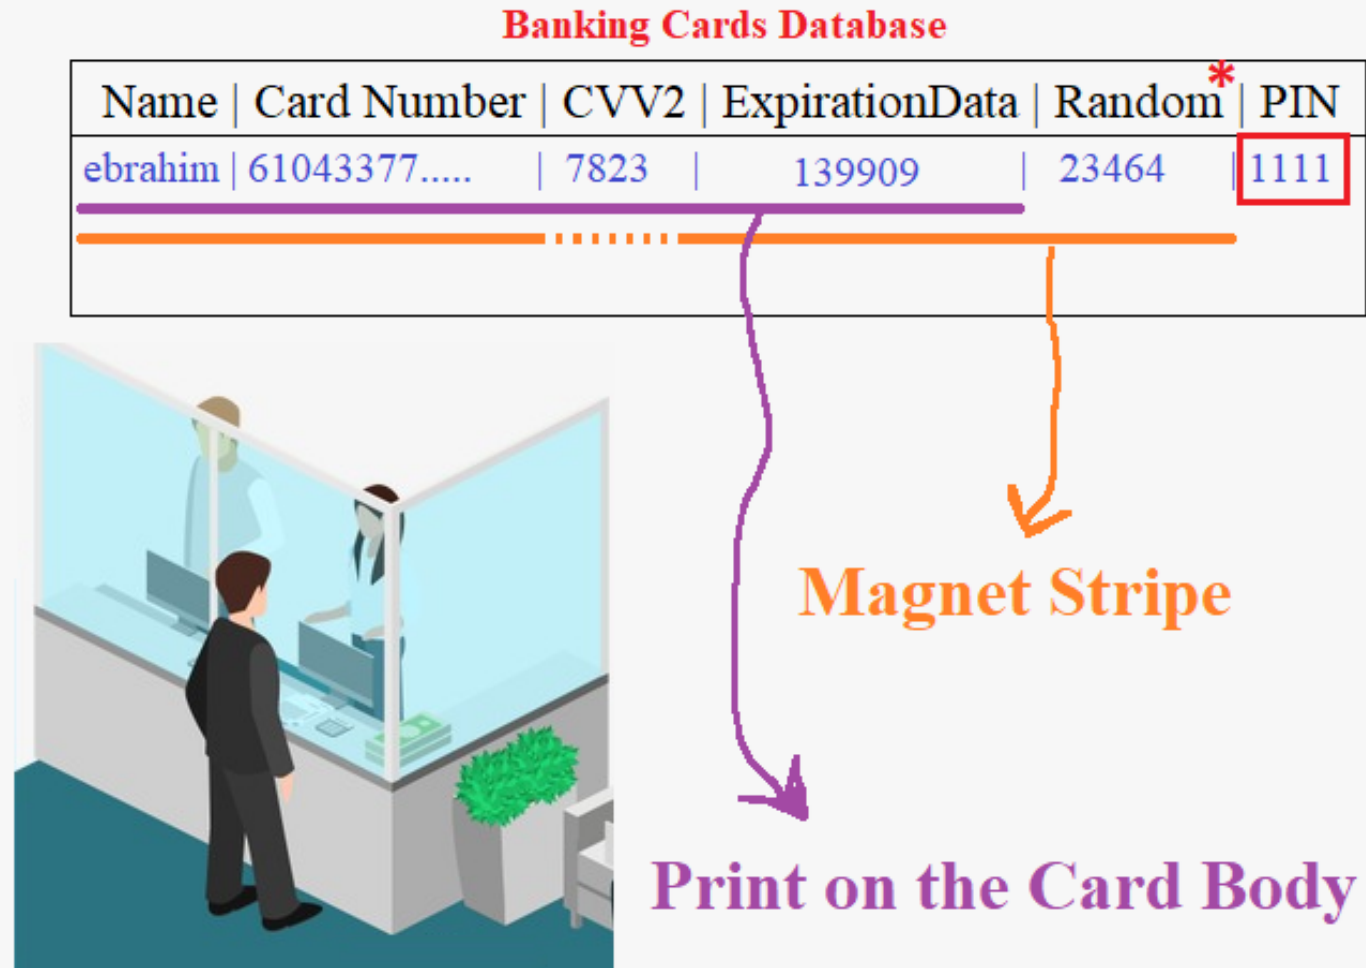 Banking Cards Database
Name | Card Number | CVV2 | ExpirationData | Random* | PIN
ebrahim | 61043377..... | 7823 | 139909 | 23464 | 1111
Magnet Stripe
Print on the Card Body